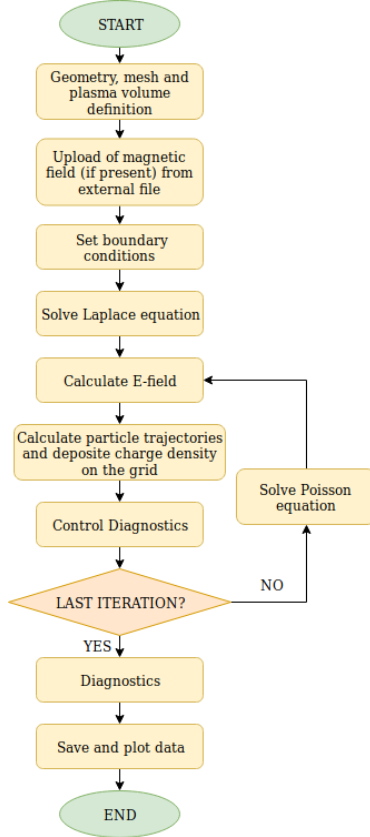 START
Geometry, mesh and
plasma volume
definition
Upload of magnetic
field (if present) from
external file
Set boundary
conditions
Solve Laplace equation
Calculate E-field
Calculate particle trajectories
and deposite charge density
on the grid
Solve Poisson
equation
Control Diagnostics
LAST ITERATION?
NO
YES
Diagnostics
Save and plot data
END